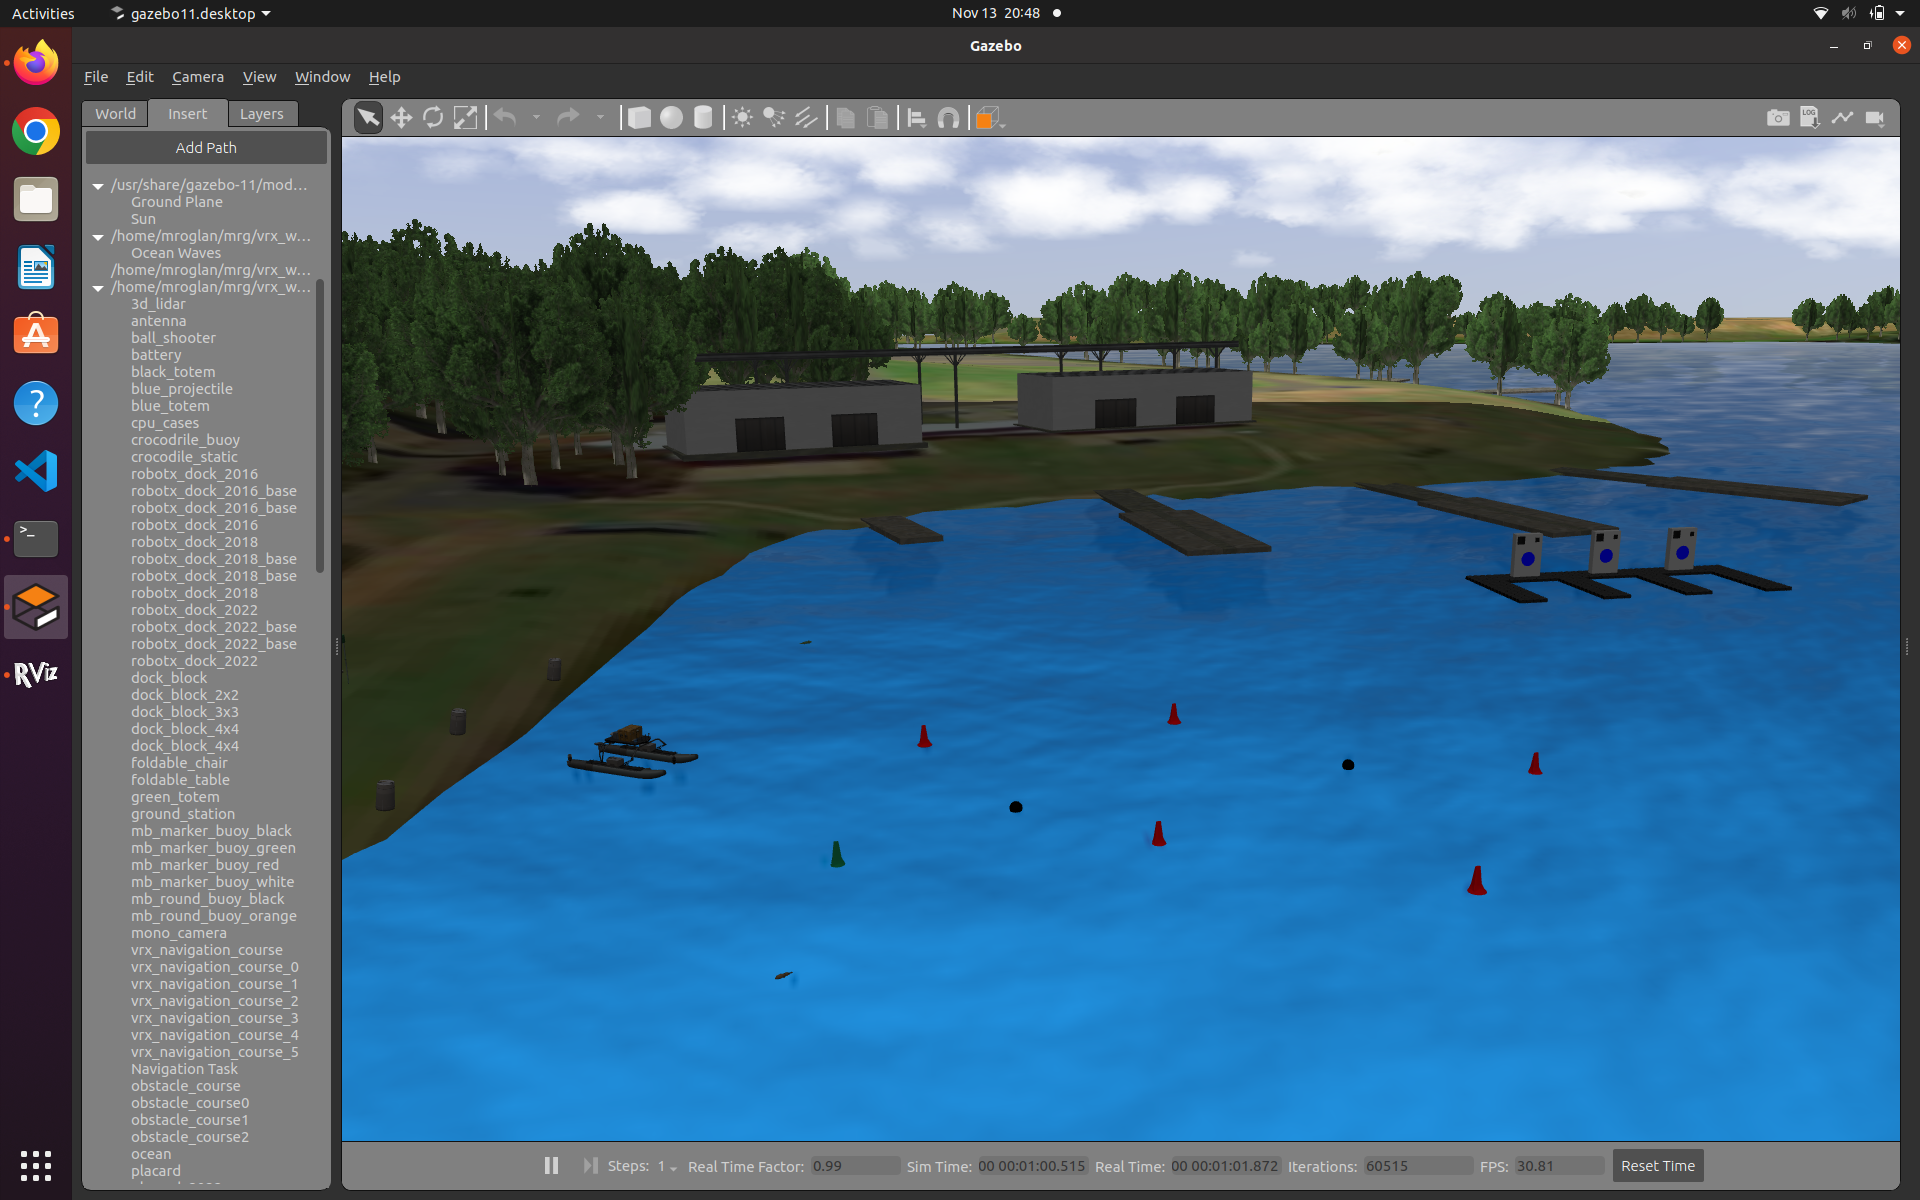 Activities
gazebo11.desktop
Nov 13 20:48
Gazebo
File Edit Camera View Window Help
World Insert Layers
Add Path
/usr/share/gazebo-11/mod...
Ground Plane
Sun
/home/mroglan/mrg/vrx_w...
Ocean Waves
/home/mroglan/mrg/vrx_w...
/home/mroglan/mrg/vrx_w...
3d_lidar
antenna
ball_shooter
battery
black_totem
blue_projectile
blue_totem
cpu_cases
crocodrile_buoy
crocodile_static
robotx_dock_2016
robotx_dock_2016_base
robotx_dock_2016_base
robotx_dock_2016
robotx_dock_2018
robotx_dock_2018_base
robotx_dock_2018_base
robotx_dock_2018
robotx_dock_2022
robotx_dock_2022_base
robotx_dock_2022_base
robotx_dock_2022
dock_block
dock_block_2x2
dock_block_3x3
dock_block_4x4
dock_block_4x4
foldable_chair
foldable_table
green_totem
ground_station
mb_marker_buoy_black
mb_marker_buoy_green
mb_marker_buoy_red
mb_marker_buoy_white
mb_round_buoy_black
mb_round_buoy_orange
mono_camera
vrx_navigation_course
vrx_navigation_course_0
vrx_navigation_course_1
vrx_navigation_course_2
vrx_navigation_course_3
vrx_navigation_course_4
vrx_navigation_course_5
Navigation Task
obstacle_course
obstacle_course0
obstacle_course1
obstacle_course2
ocean
placard
LOG
RViz
Steps: 1 Real Time Factor: 0.99 Sim Time: 00 00:01:00.515 Real Time: 00 00:01:01.872 Iterations: 60515 FPS: 30.81 Reset Time